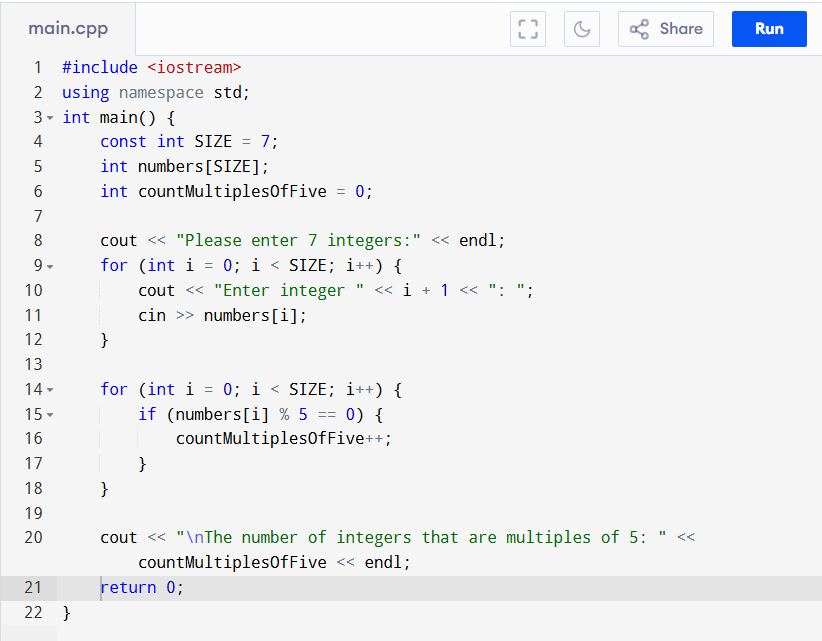 main.cpp
Share
Run
1 #include <iostream>
2 using namespace std;
3 int main() {
4     const int SIZE = 7;
5     int numbers[SIZE];
6     int countMultiplesOfFive = 0;
7
8     cout << "Please enter 7 integers:" << endl;
9     for (int i = 0; i < SIZE; i++) {
10         cout << "Enter integer " << i + 1 << ": ";
11         cin >> numbers[i];
12     }
13
14     for (int i = 0; i < SIZE; i++) {
15         if (numbers[i] % 5 == 0) {
16             countMultiplesOfFive++;
17         }
18     }
19
20     cout << "\nThe number of integers that are multiples of 5: " <<
        countMultiplesOfFive << endl;
21     return 0;
22 }